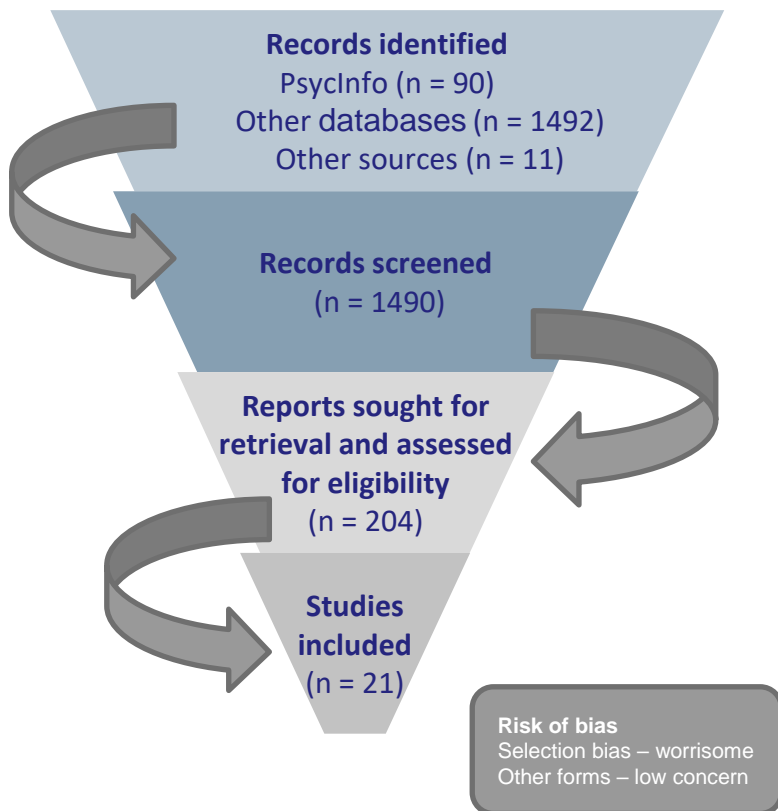 Records identified
PsycInfo (n = 90)
Other databases (n = 1492)
Other sources (n = 11)
Records screened
(n = 1490)
Reports sought for
retrieval and assessed
for eligibility
(n = 204)
Studies
included
(n = 21)
Risk of bias
Selection bias – worrisome
Other forms – low concern